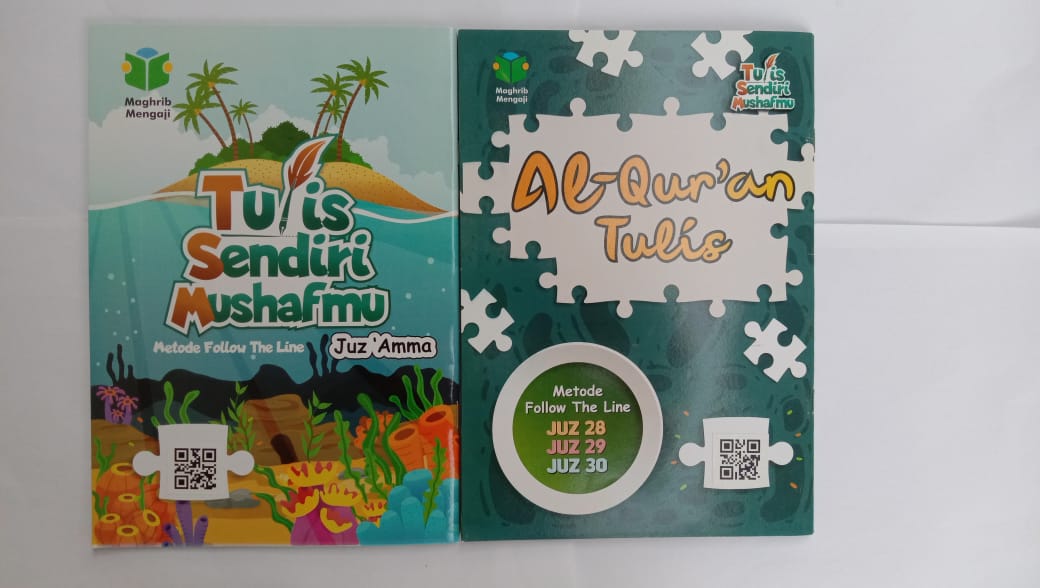 Maghrib
Mengaji
Tulis
Sendiri
Mushafmu
Metode Follow The Line
Juz 'Amma
Maghrib
Mengaji
Tulis
Sendiri
Mushafmu
Al-Qur'an
Tulis
Metode
Follow The Line
JUZ 28
JUZ 29
JUZ 30